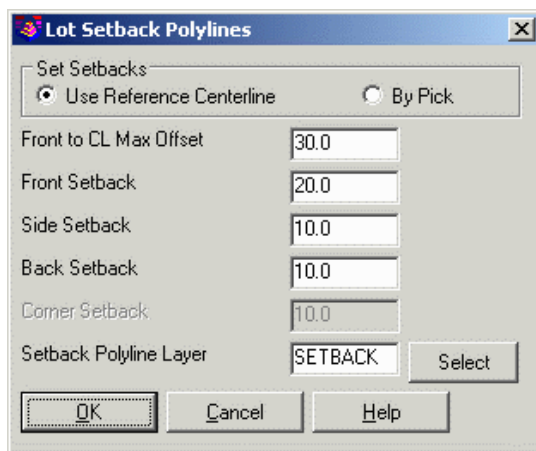 Lot Setback Polylines
Set Setbacks
Use Reference Centerline By Pick
Front to CL Max Offset 30.0
Front Setback 20.0
Side Setback 10.0
Back Setback 10.0
Corner Setback 10.0
Setback Polyline Layer SETBACK Select
OK Cancel Help